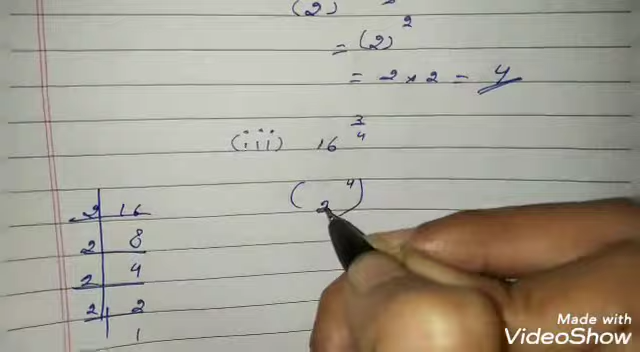 (2)
= (2)²
= 2 × 2 = 4
(iii) 16^(3/4)
(2⁴)
2 | 16
2 | 8
2 | 4
2 | 2
1
Made with
VideoShow